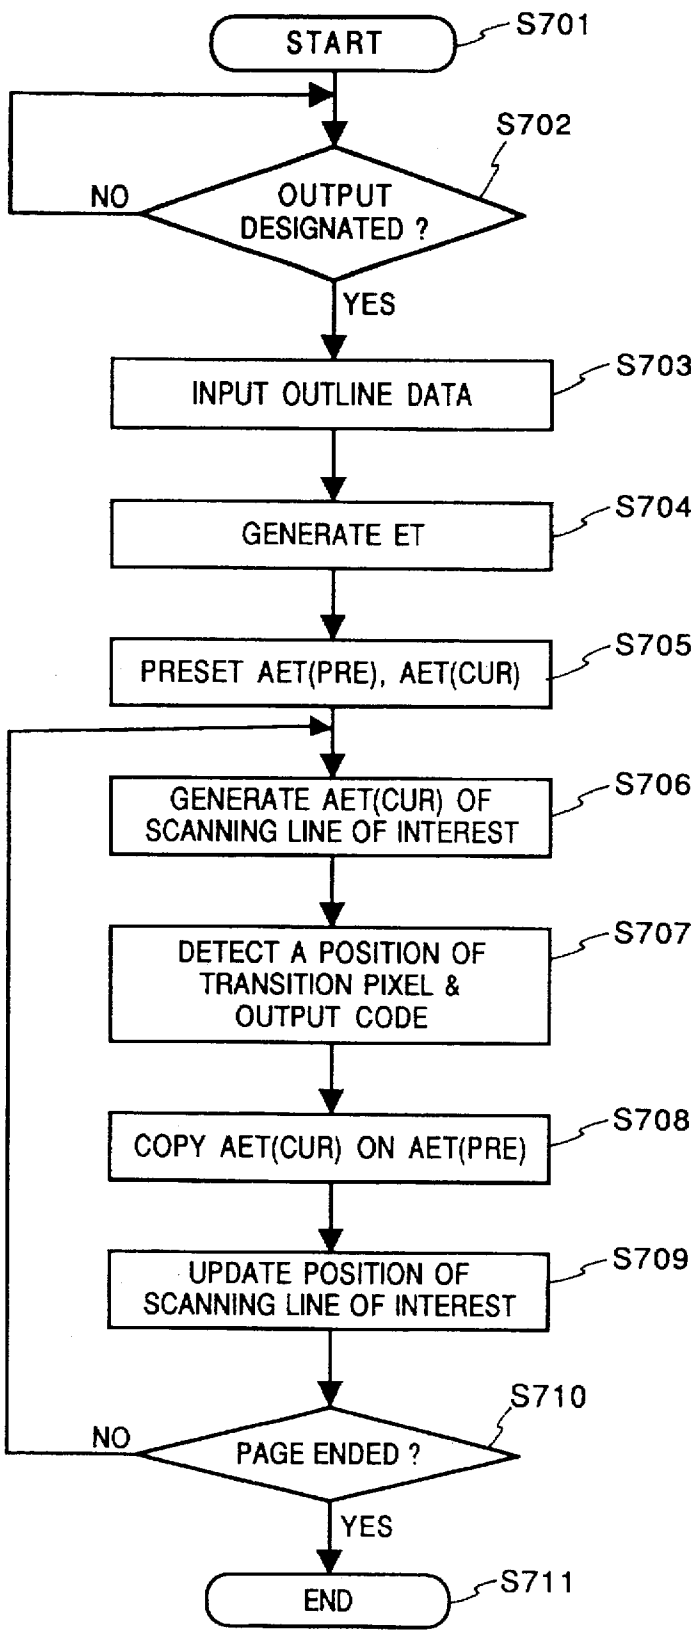 START
S701
S702
OUTPUT
DESIGNATED ?
NO
YES
S703
INPUT OUTLINE DATA
S704
GENERATE ET
S705
PRESET AET(PRE), AET(CUR)
S706
GENERATE AET(CUR) OF
SCANNING LINE OF INTEREST
S707
DETECT A POSITION OF
TRANSITION PIXEL &
OUTPUT CODE
S708
COPY AET(CUR) ON AET(PRE)
S709
UPDATE POSITION OF
SCANNING LINE OF INTEREST
S710
NO
PAGE ENDED ?
YES
S711
END